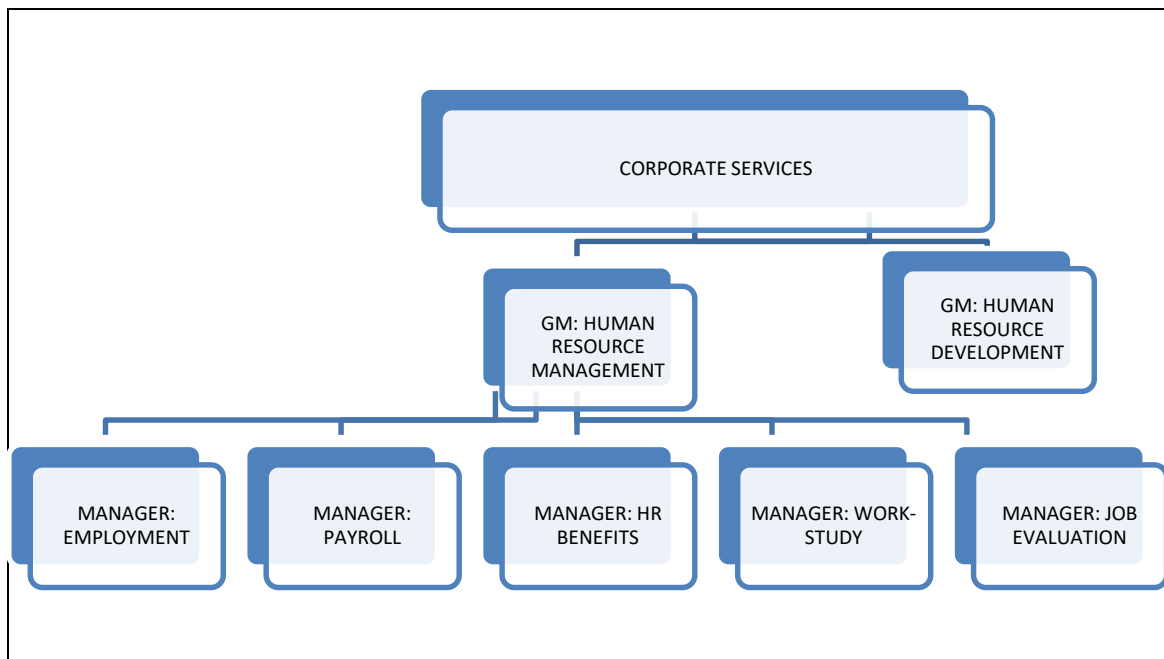 CORPORATE SERVICES
GM: HUMAN
RESOURCE
MANAGEMENT
GM: HUMAN
RESOURCE
DEVELOPMENT
MANAGER:
EMPLOYMENT
MANAGER:
PAYROLL
MANAGER: HR
BENEFITS
MANAGER: WORK-
STUDY
MANAGER: JOB
EVALUATION